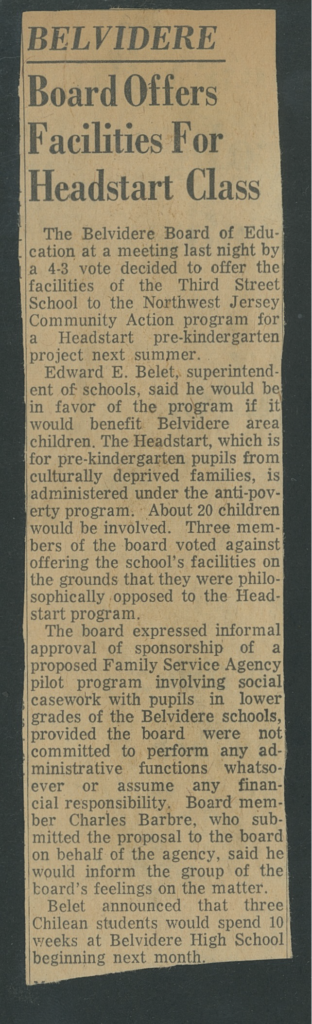 BELVIDERE
Board Offers
Facilities For
Headstart Class
The Belvidere Board of Edu-
cation at a meeting last night by
a 4-3 vote decided to offer the
facilities of the Third Street
School to the Northwest Jersey
Community Action program for
a Headstart pre-kindergarten
project next summer.
Edward E. Belet, superintend-
ent of schools, said he would be
in favor of the program if it
would benefit Belvidere area
children. The Headstart, which is
for pre-kindergarten pupils from
culturally deprived families, is
administered under the anti-pov-
erty program. About 20 children
would be involved. Three mem-
bers of the board voted against
offering the school's facilities on
the grounds that they were philo-
sophically opposed to the Head-
start program.
The board expressed informal
approval of sponsorship of a
proposed Family Service Agency
pilot program involving social
casework with pupils in lower
grades of the Belvidere schools,
provided the board were not
committed to perform any ad-
ministrative functions whatso-
ever or assume any finan-
cial responsibility. Board mem-
ber Charles Barbre, who sub-
mitted the proposal to the board
on behalf of the agency, said he
would inform the group of the
board's feelings on the matter.
Belet announced that three
Chilean students would spend 10
weeks at Belvidere High School
beginning next month.